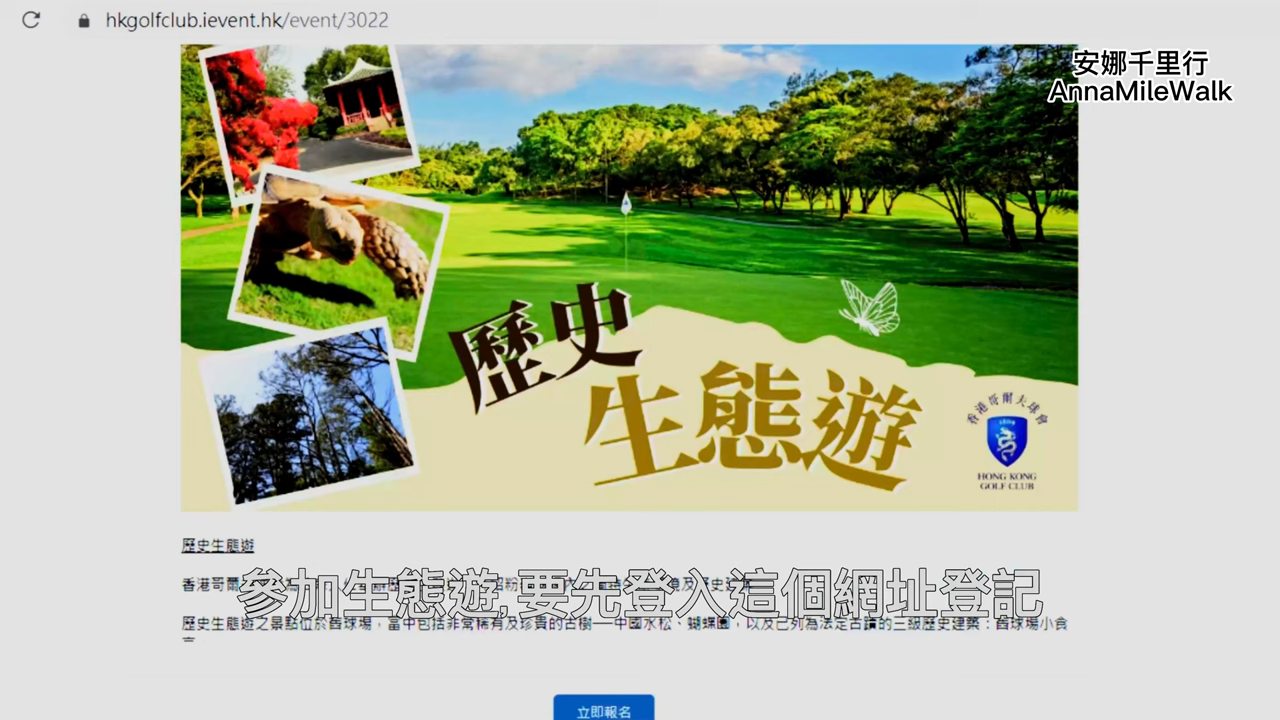 hkgolfclub.ievent.hk/event/3022
安娜千里行
AnnaMileWalk
歷史
生態遊
香港哥爾夫球會
HONG KONG
GOLF CLUB
歷史生態遊
香港哥爾
參加生態遊,要先登入這個網址登記
歷史生態遊之景點位於舊球場，當中包括非常稀有及珍貴的古樹──中國水松、蝴蝶園，以及已列為法定古蹟的三級歷史建築：舊球場小食
立即報名